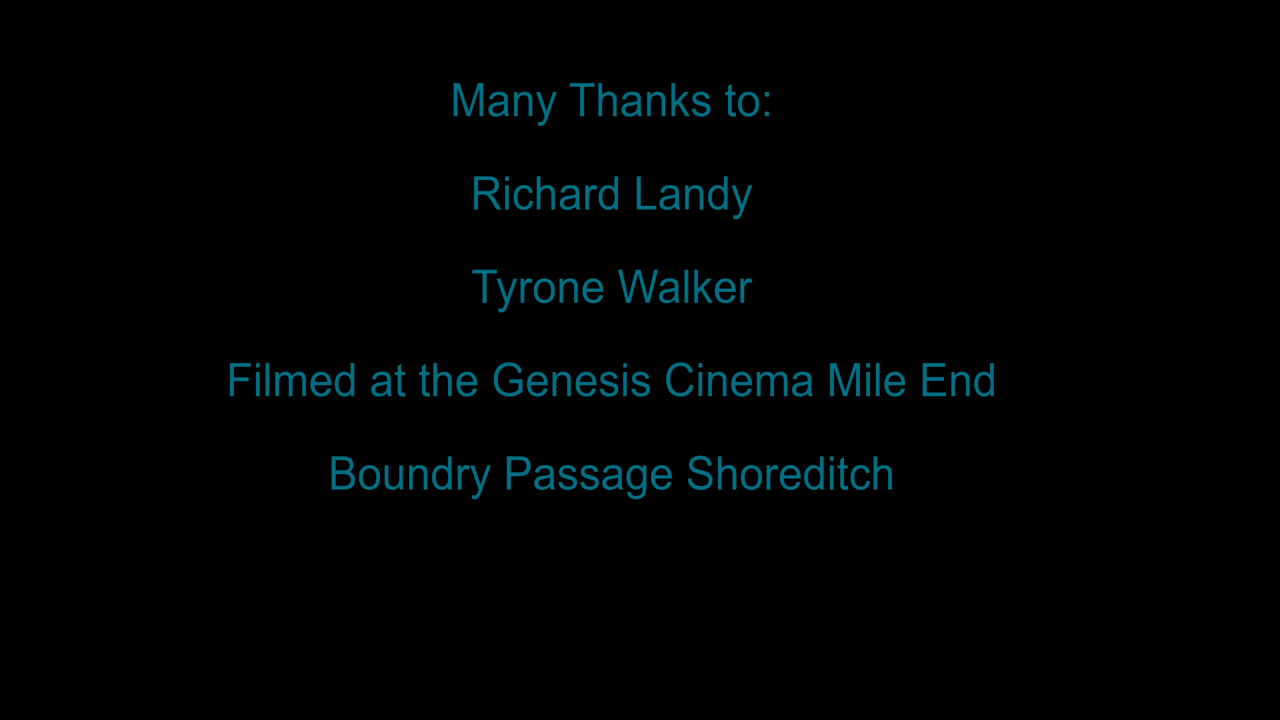 Many Thanks to:
Richard Landy
Tyrone Walker
Filmed at the Genesis Cinema Mile End
Boundry Passage Shoreditch